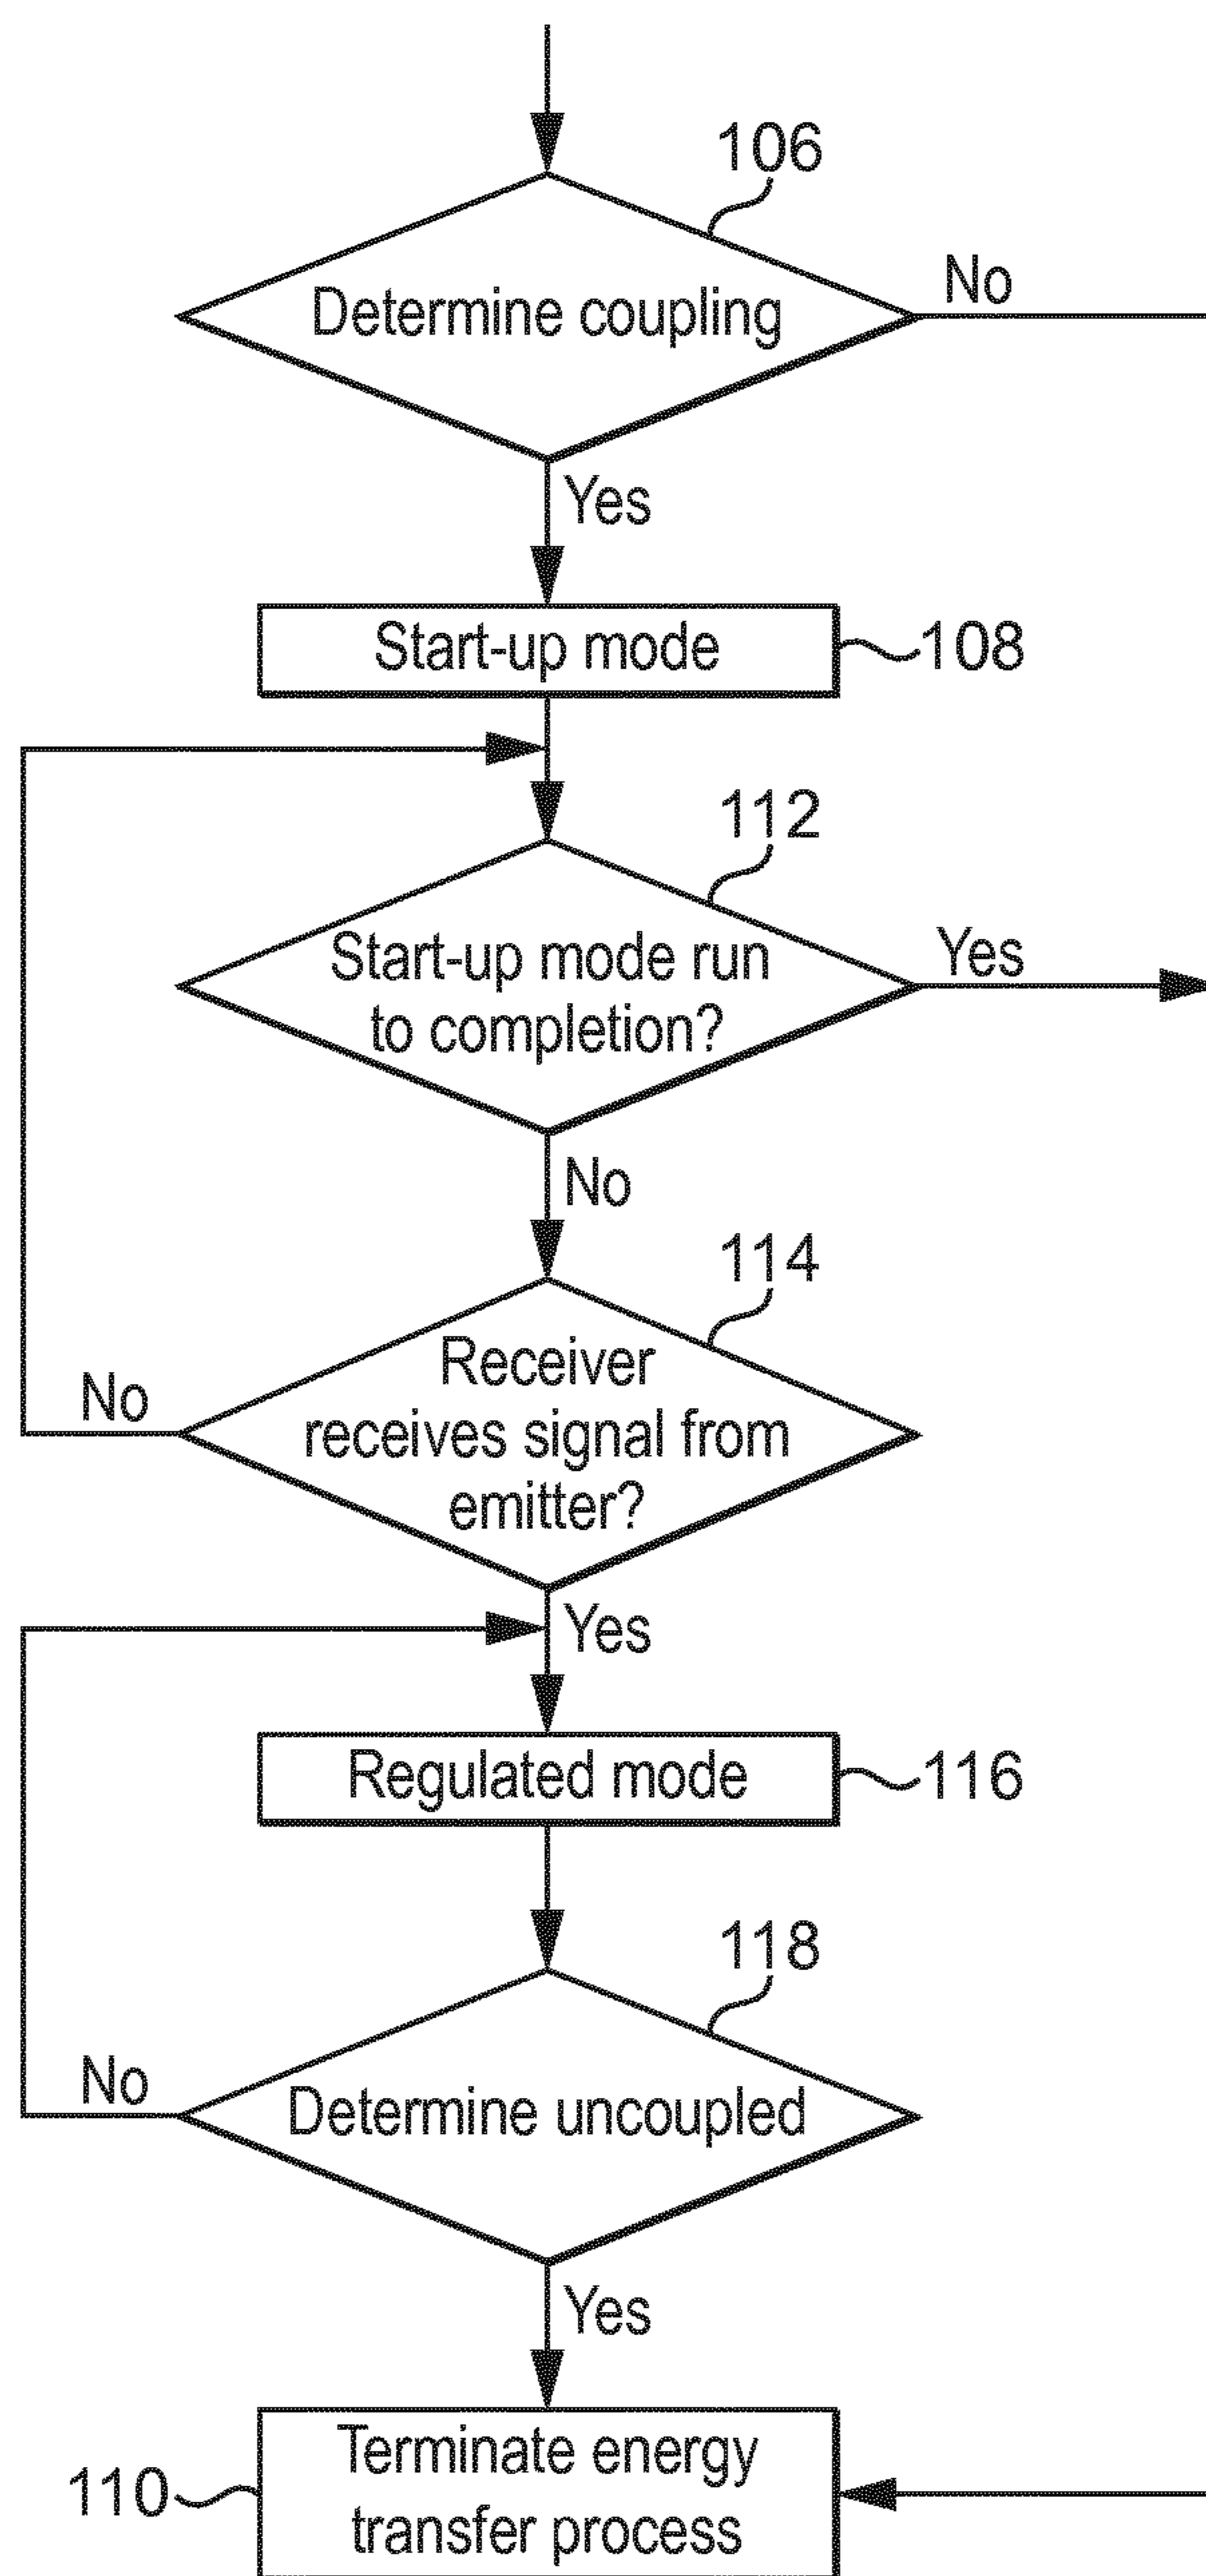 106
Determine coupling
No
Yes
Start-up mode
108
112
Start-up mode run
to completion?
Yes
No
114
Receiver
receives signal from
emitter?
No
Yes
Regulated mode
116
118
Determine uncoupled
No
Yes
Terminate energy
transfer process
110